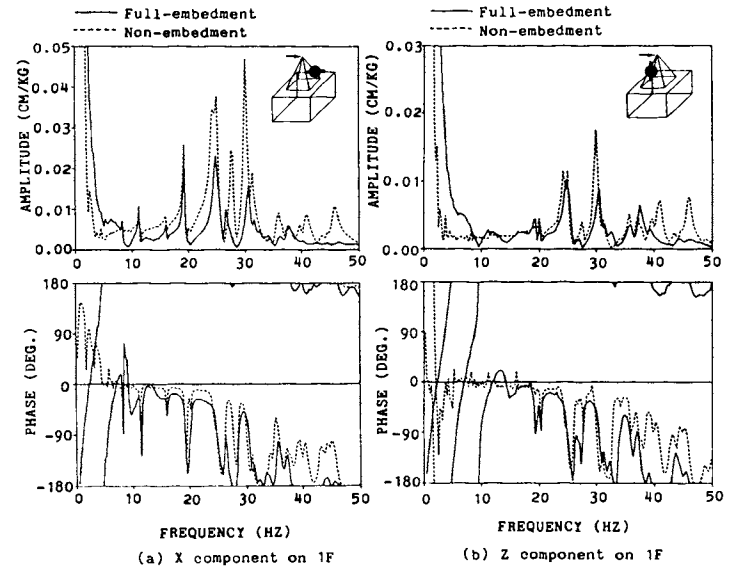 Full-embedment
Non-embedment
Full-embedment
Non-embedment
AMPLITUDE (CM/KG)
0.05
0.04
0.03
0.02
0.01
0.00
0 10 20 30 40 50
AMPLITUDE (CM/KG)
0.03
0.02
0.01
0.00
0 10 20 30 40 50
PHASE (DEG.)
180
90
0
-90
-180
0 10 20 30 40 50
PHASE (DEG.)
180
90
0
-90
-180
0 10 20 30 40 50
FREQUENCY (HZ)
FREQUENCY (HZ)
(a) X component on 1F
(b) Z component on 1F